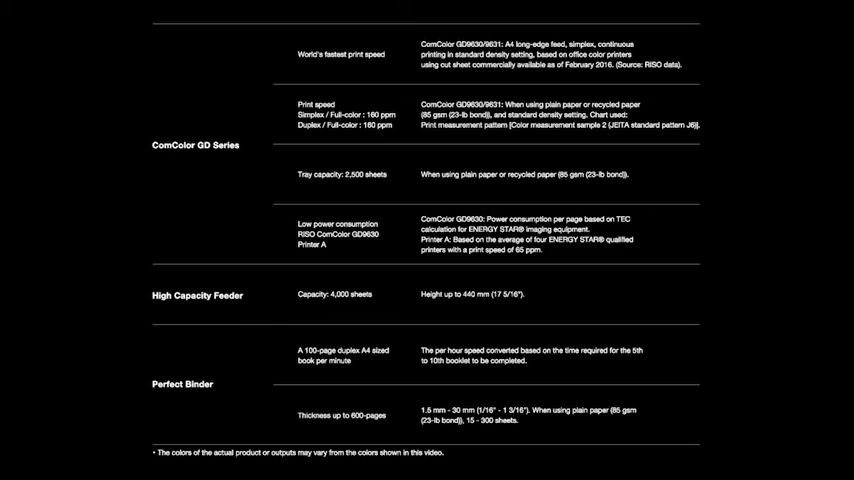 World's fastest print speed
ComColor GD9630/9631: A4 long-edge feed, simplex, continuous
printing in standard density setting, based on office color printers
using cut sheet commercially available as of February 2016. (Source: RISO data).
Print speed
Simplex / Full-color : 160 ppm
Duplex / Full-color : 160 ppm
ComColor GD9630/9631: When using plain paper or recycled paper
(85 gsm (23-lb bond)), and standard density setting. Chart used:
Print measurement pattern [Color measurement sample 2 (JEITA standard pattern J6)].
ComColor GD Series
Tray capacity: 2,500 sheets
When using plain paper or recycled paper (85 gsm (23-lb bond)).
Low power consumption
RISO ComColor GD9630
Printer A
ComColor GD9630: Power consumption per page based on TEC
calculation for ENERGY STAR® imaging equipment.
Printer A: Based on the average of four ENERGY STAR® qualified
printers with a print speed of 65 ppm.
High Capacity Feeder
Capacity: 4,000 sheets
Height up to 440 mm (17 5/16").
A 100-page duplex A4 sized
book per minute
The per hour speed converted based on the time required for the 5th
to 10th booklet to be completed.
Perfect Binder
Thickness up to 600-pages
1.5 mm - 30 mm (1/16" - 1 3/16"). When using plain paper (85 gsm
(23-lb bond)), 15 - 300 sheets.
• The colors of the actual product or outputs may vary from the colors shown in this video.